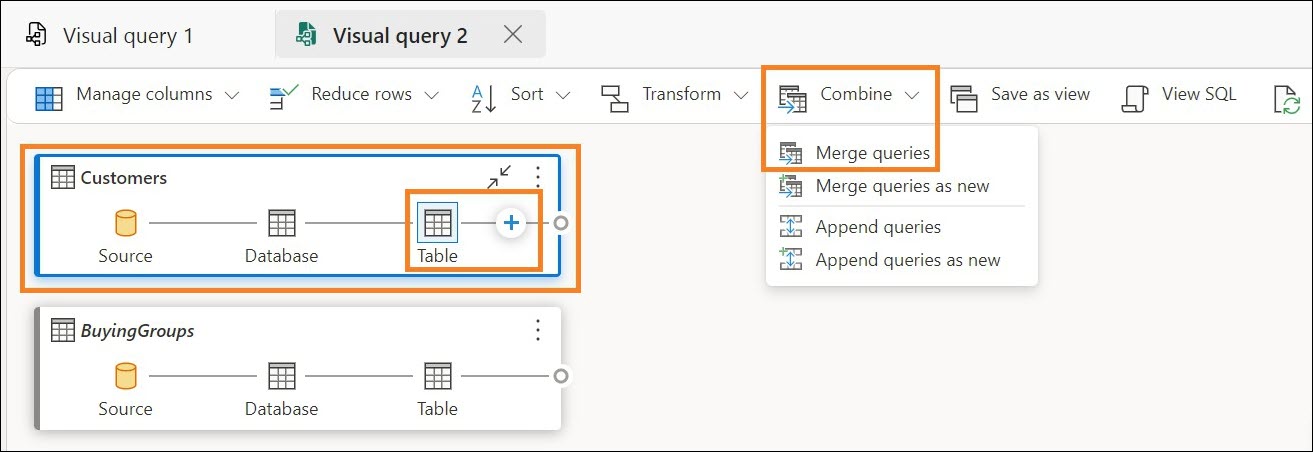 Visual query 1
Visual query 2
Manage columns
Reduce rows
Sort
Transform
Combine
Save as view
View SQL
Merge queries
Merge queries as new
Append queries
Append queries as new
Customers
Source
Database
Table
BuyingGroups
Source
Database
Table